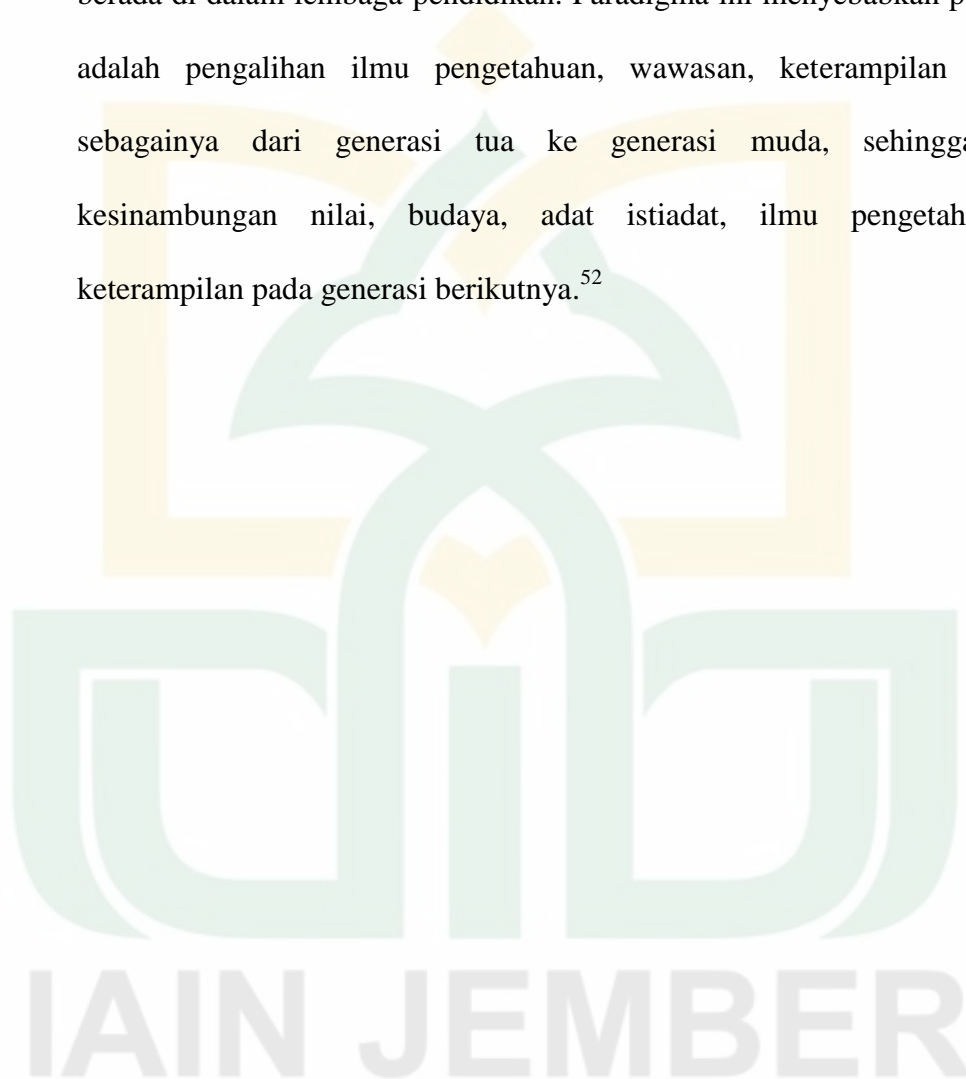 berada di dalam lembaga pendidikan. Paradigma ini menyebabkan
adalah pengalihan ilmu pengetahuan, wawasan, keterampilan
sebagainya dari generasi tua ke generasi muda, sehingga
kesinambungan nilai, budaya, adat istiadat, ilmu
keterampilan pada generasi berikutnya.52
IAIN JEMBER